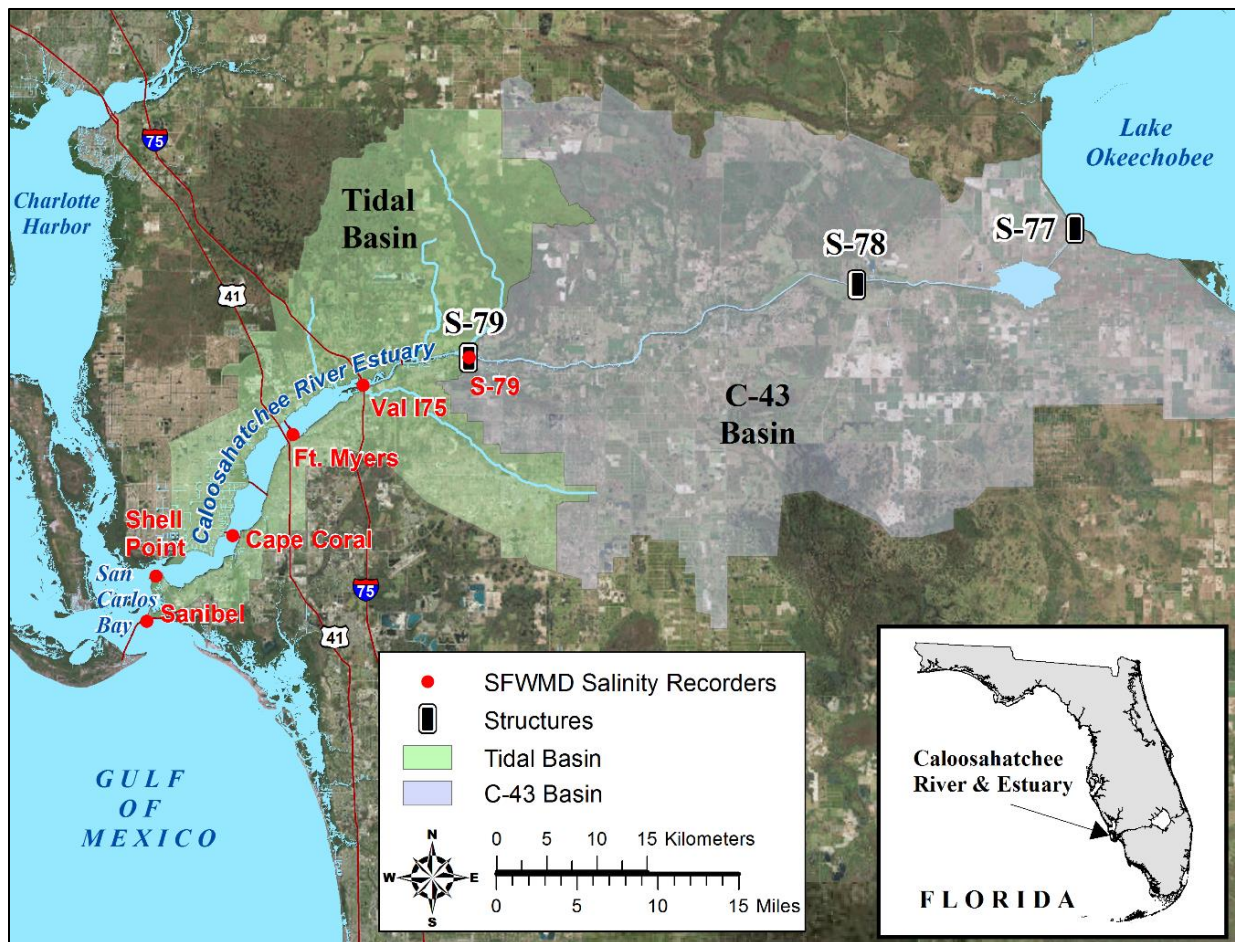 75
Lake
Okeechobee
Charlotte
Harbor
Tidal
Basin
S-77
S-78
41
S-79
S-79
Caloosahatchee River Estuary
Val I75
C-43
Basin
Ft. Myers
Shell
Point
Cape Coral
San
Carlos
Bay
Sanibel
75
41
GULF
OF
MEXICO
SFWMD Salinity Recorders
Structures
Tidal Basin
C-43 Basin
N
W E
S
0 5 10 15 Kilometers
0 5 10 15 Miles
Caloosahatchee
River & Estuary
FLORIDA